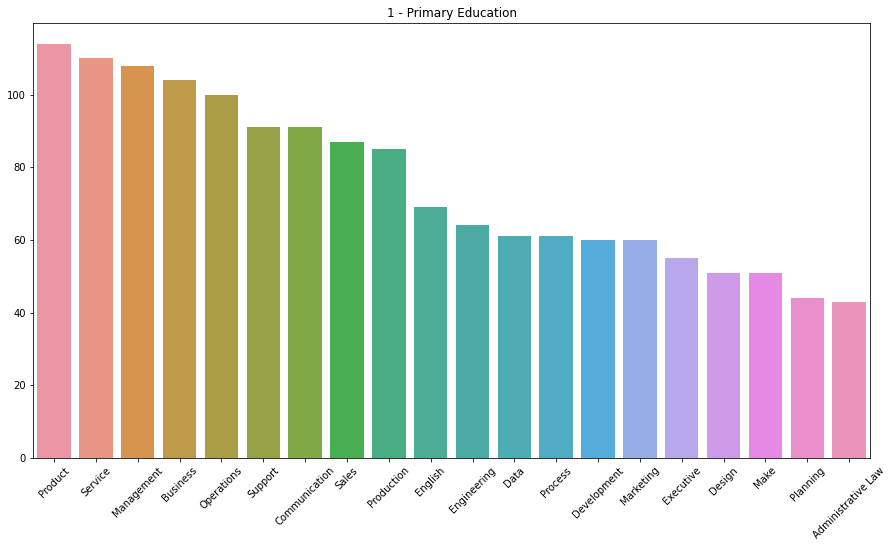 1 - Primary Education
100
80
60
40
20
0
Product
Service
Management
Business
Operations
Support
Communication
Sales
Production
English
Engineering
Data
Process
Development
Marketing
Executive
Design
Make
Planning
Administrative Law